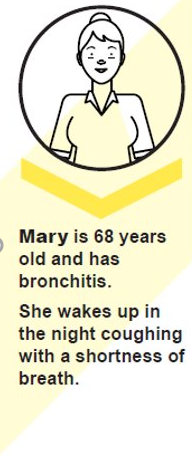 Mary is 68 years
old and has
bronchitis.
She wakes up in
the night coughing
with a shortness of
breath.